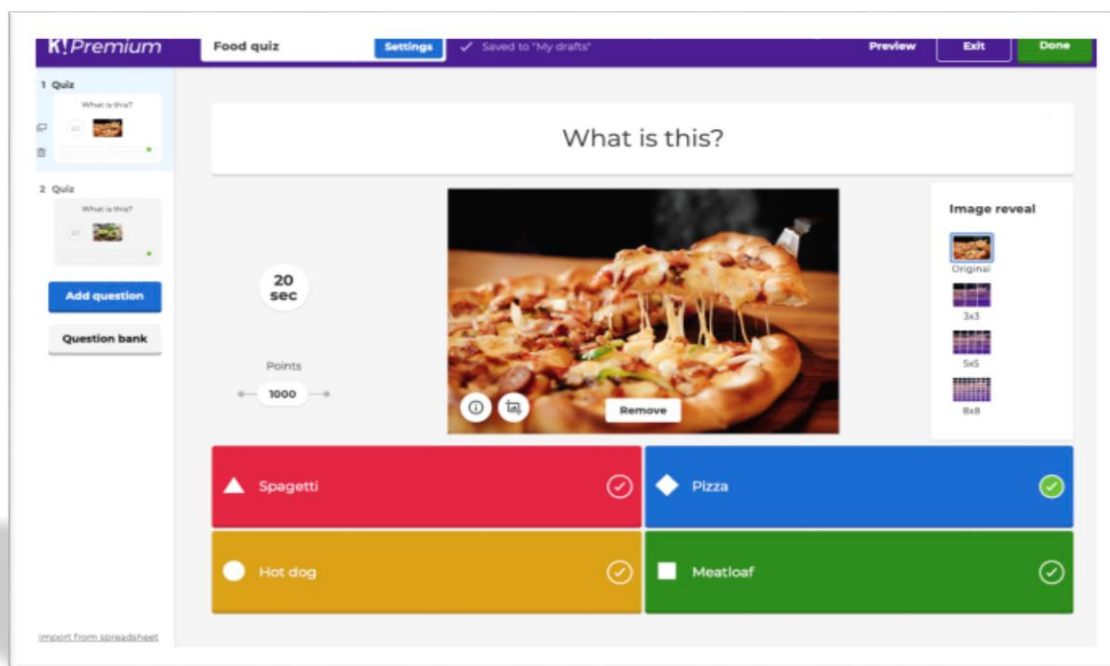 K! Premium
Food quiz
Settings
✓ Saved to "My drafts"
Preview
Exit
Done
1 Quiz
What is this?
20
2 Quiz
What is this?
20
Add question
Question bank
Import from spreadsheet
What is this?
20
sec
Points
1000
Remove
Image reveal
Original
3x3
5x5
8x8
Spagetti
Pizza
Hot dog
Meatloaf